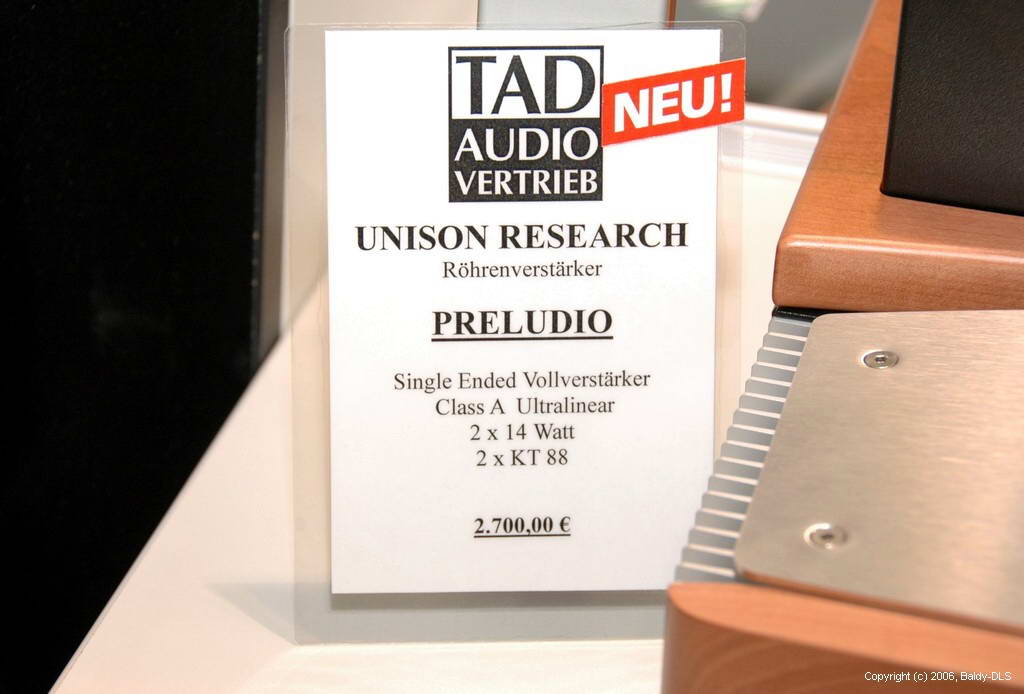 TAD
AUDIO
VERTRIEB
NEU!
UNISON RESEARCH
Röhrenverstärker
PRELUDIO
Single Ended Vollverstärker
Class A Ultralinear
2 x 14 Watt
2 x KT 88
2.700,00 €
Copyright (c) 2006, Baldy-DLS